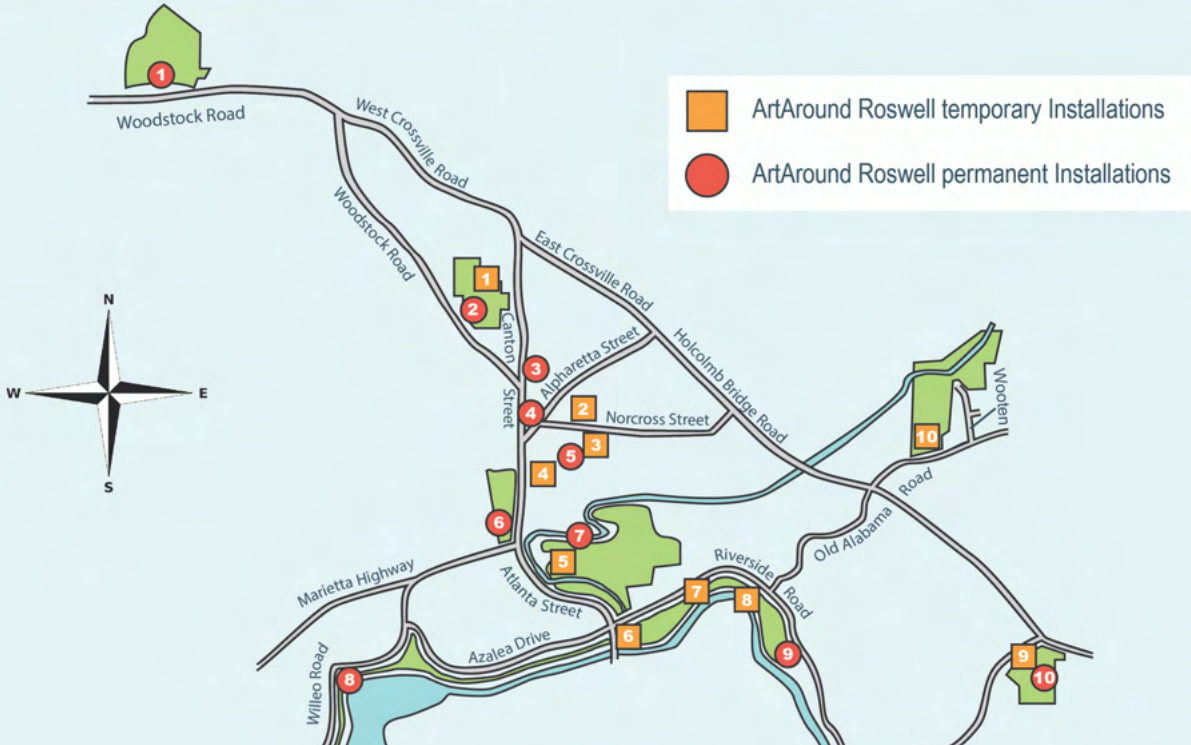 1
Woodstock Road
West Crossville Road
ArtAround Roswell temporary Installations
ArtAround Roswell permanent Installations
Woodstock Road
East Crossville Road
1
2
Canton
Street
N
W
E
S
3
Alpharetta Street
Holcolmb Bridge Road
4
2
Norcross Street
3
5
4
Wooten
10
Old Alabama
Road
6
7
5
Marietta Highway
Atlanta Street
Riverside
Road
7
8
6
Azalea Drive
9
Willeo Road
8
9
10